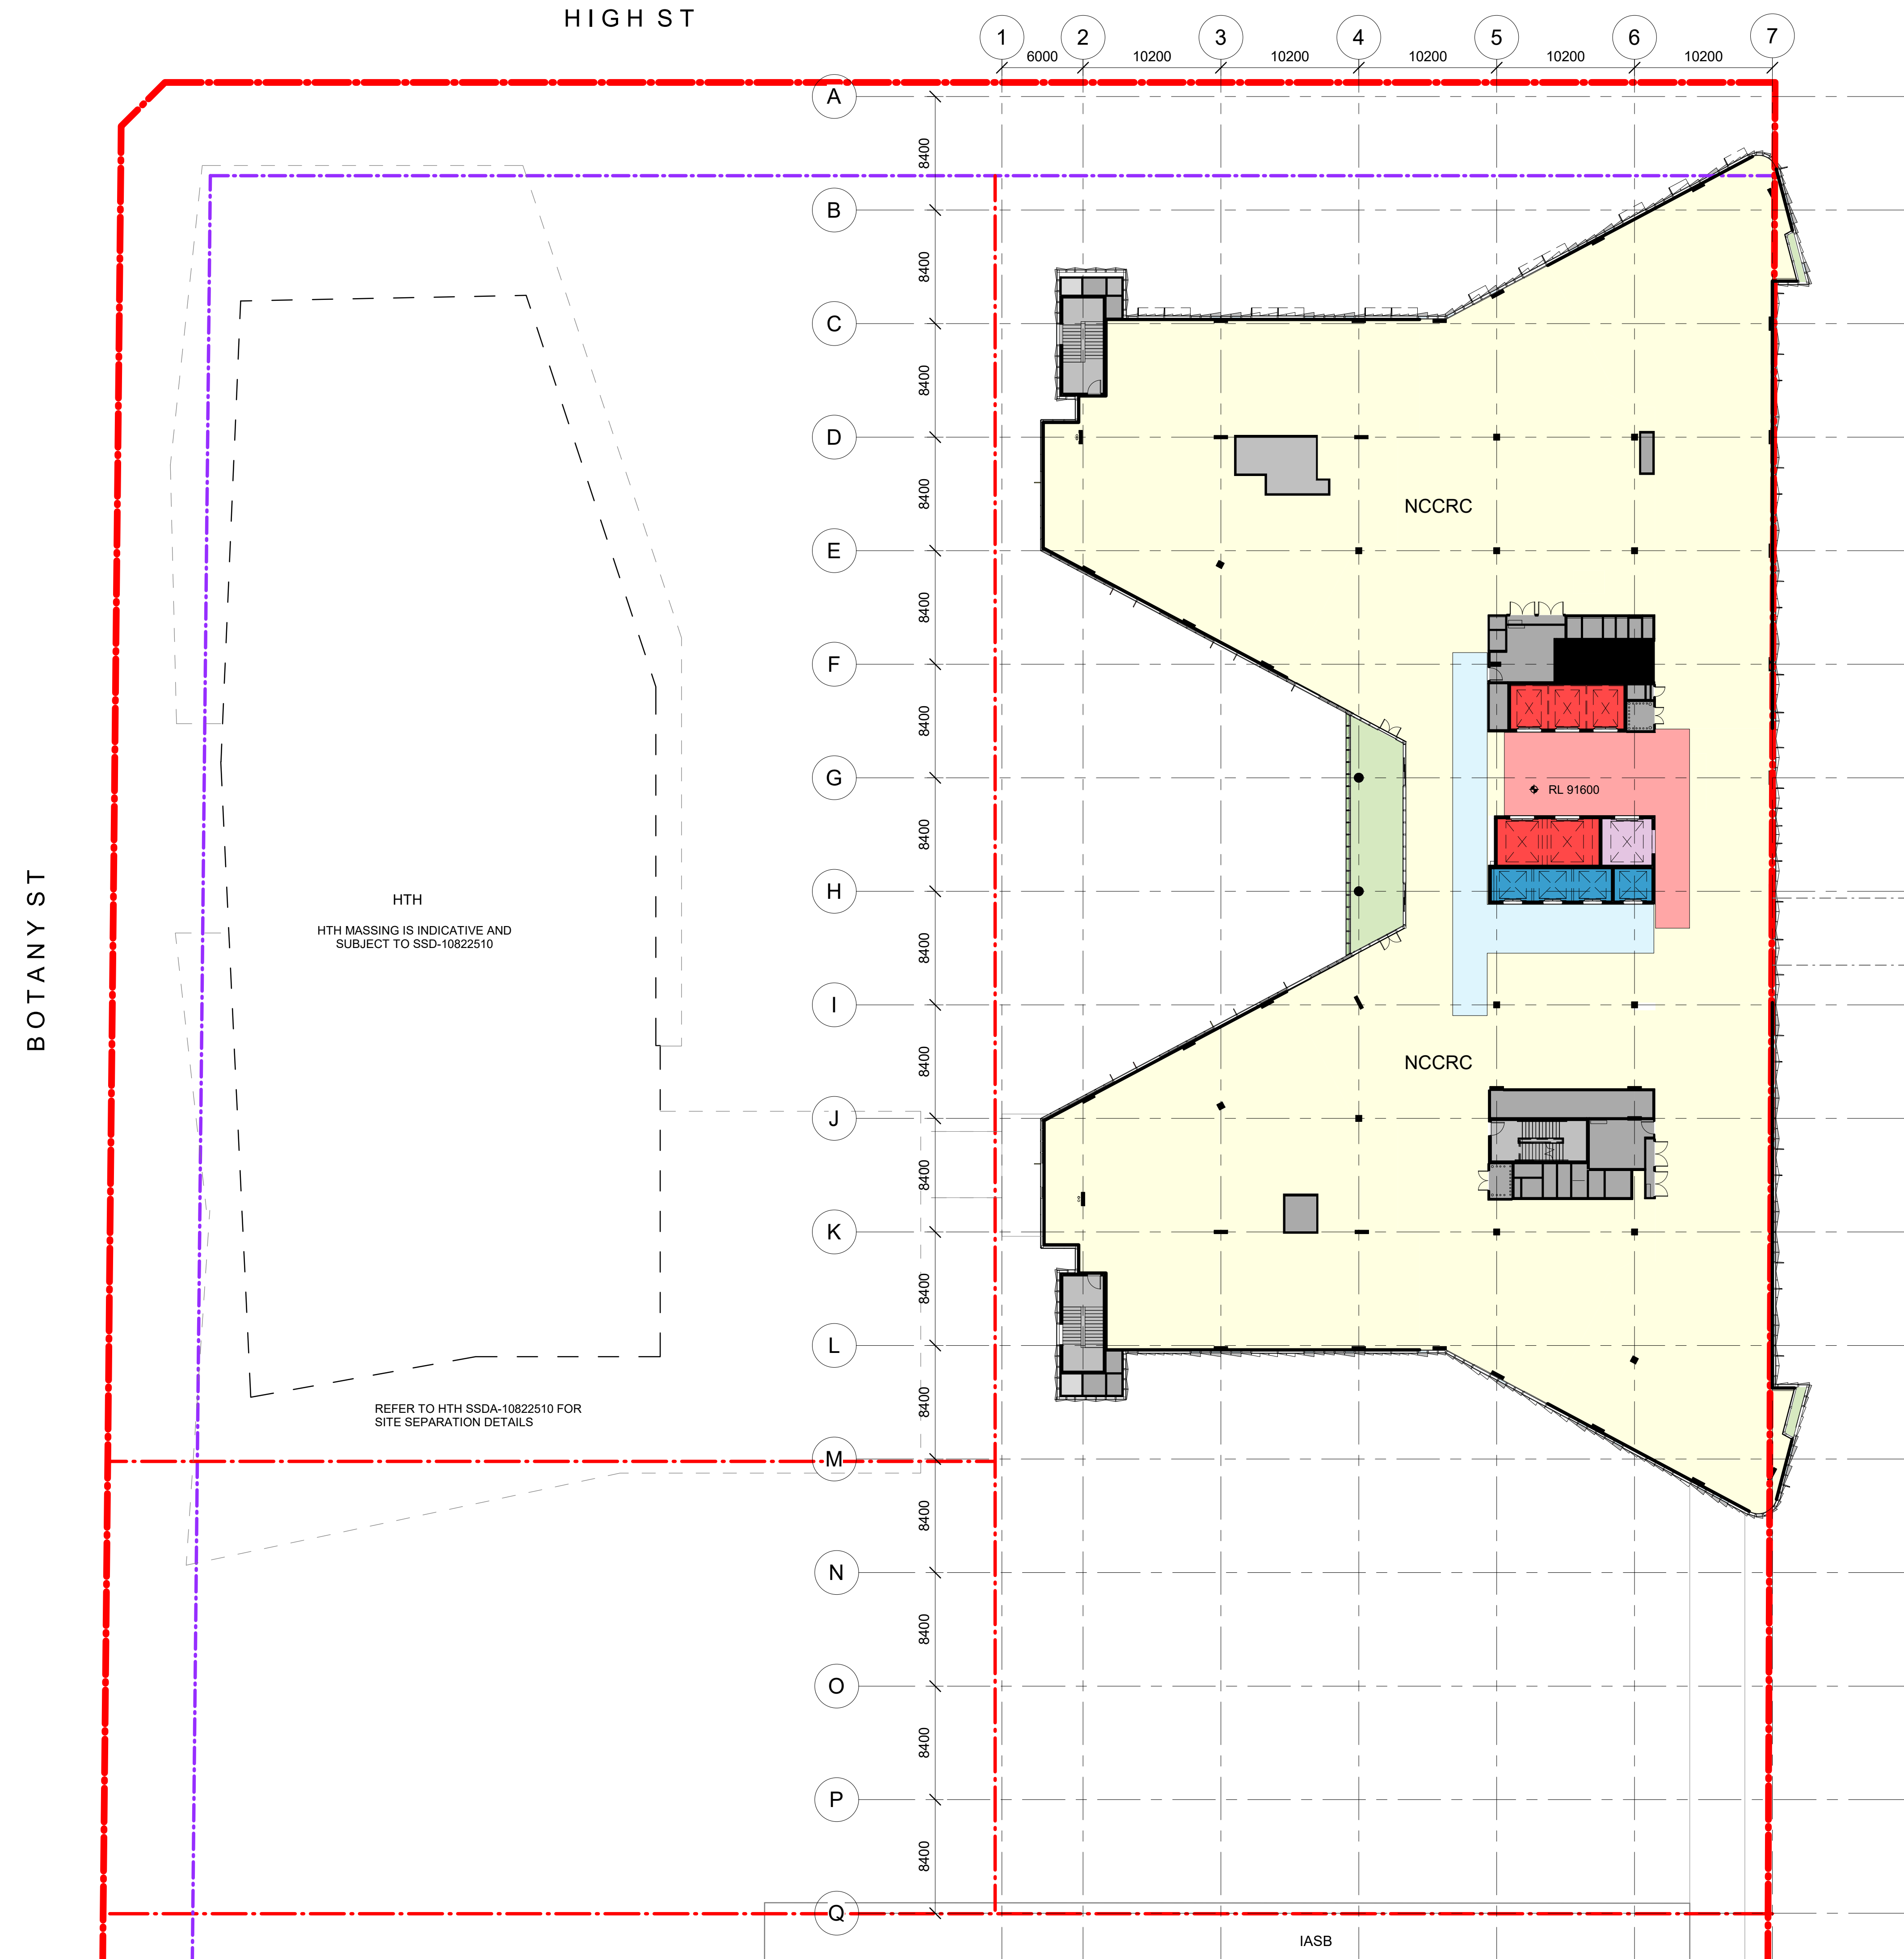 HIGH ST
1 2 3 4 5 6 7
6000 10200 10200 10200 10200 10200
A
8400
B
8400
C
8400
D
8400
NCCRC
E
8400
F
8400
G
RL 91600
8400
H
HTH
HTH MASSING IS INDICATIVE AND
SUBJECT TO SSD-10822510
BOTANY ST
8400
I
8400
NCCRC
J
8400
K
8400
L
8400
REFER TO HTH SSDA-10822510 FOR
SITE SEPARATION DETAILS
M
8400
N
8400
O
8400
P
8400
Q
IASB